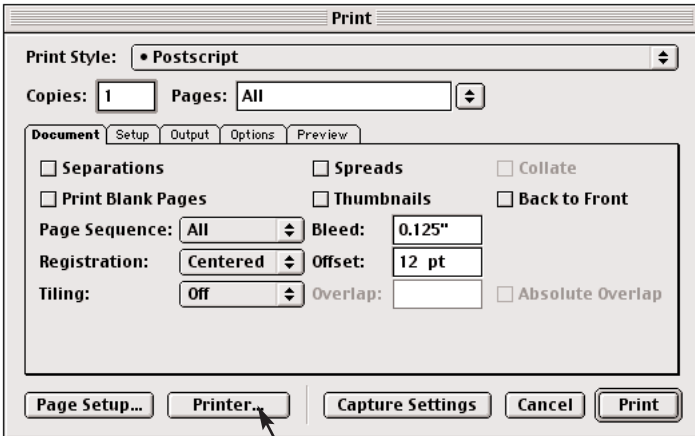 Print
Print Style: • Postscript
Copies: 1 Pages: All
Document Setup Output Options Preview
Separations Spreads Collate
Print Blank Pages Thumbnails Back to Front
Page Sequence: All Bleed: 0.125"
Registration: Centered Offset: 12 pt
Tiling: Off Overlap: Absolute Overlap
Page Setup... Printer... Capture Settings Cancel Print